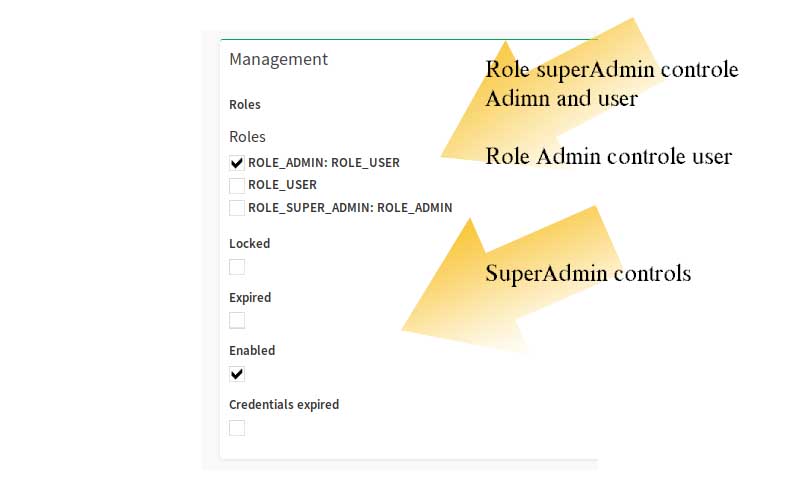 Management
Role superAdmin controle
Adimn and user
Roles
Roles
Role Admin controle user
ROLE_ADMIN: ROLE_USER
ROLE_USER
ROLE_SUPER_ADMIN: ROLE_ADMIN
Locked
SuperAdmin controls
Expired
Enabled
Credentials expired